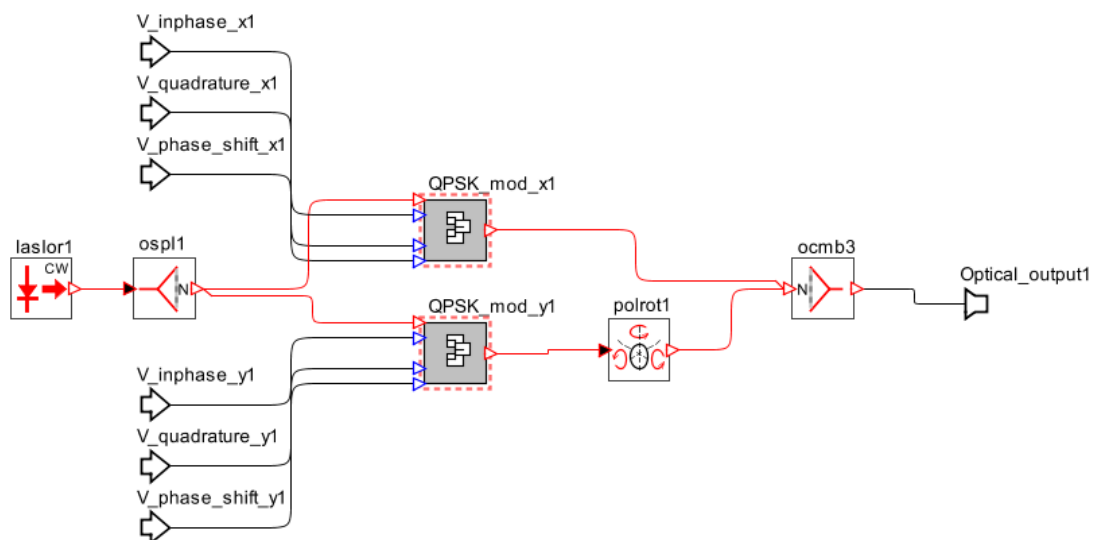 V_inphase_x1
V_quadrature_x1
V_phase_shift_x1
QPSK_mod_x1
laslor1
CW
ospl1
N
ocmb3
N
Optical_output1
QPSK_mod_y1
polrot1
V_inphase_y1
V_quadrature_y1
V_phase_shift_y1